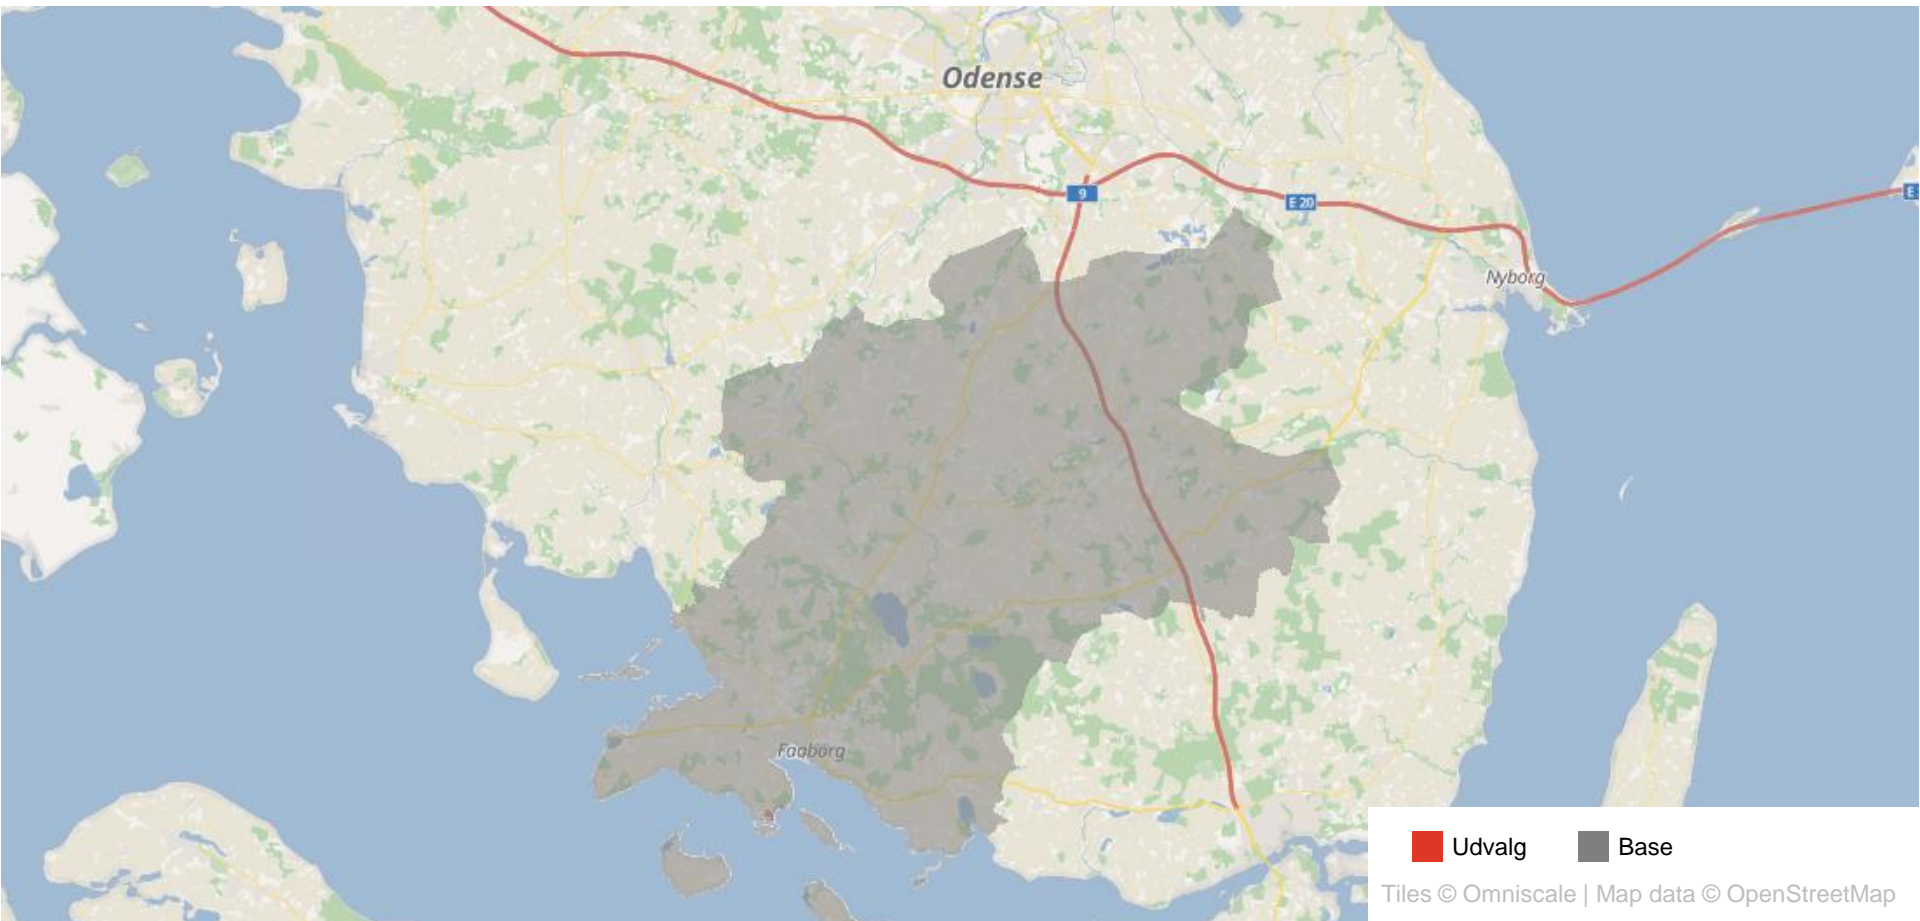 Odense
9
E 20
E
Nyborg
Faaborg
Udvalg
Base
Tiles © Omniscale | Map data © OpenStreetMap